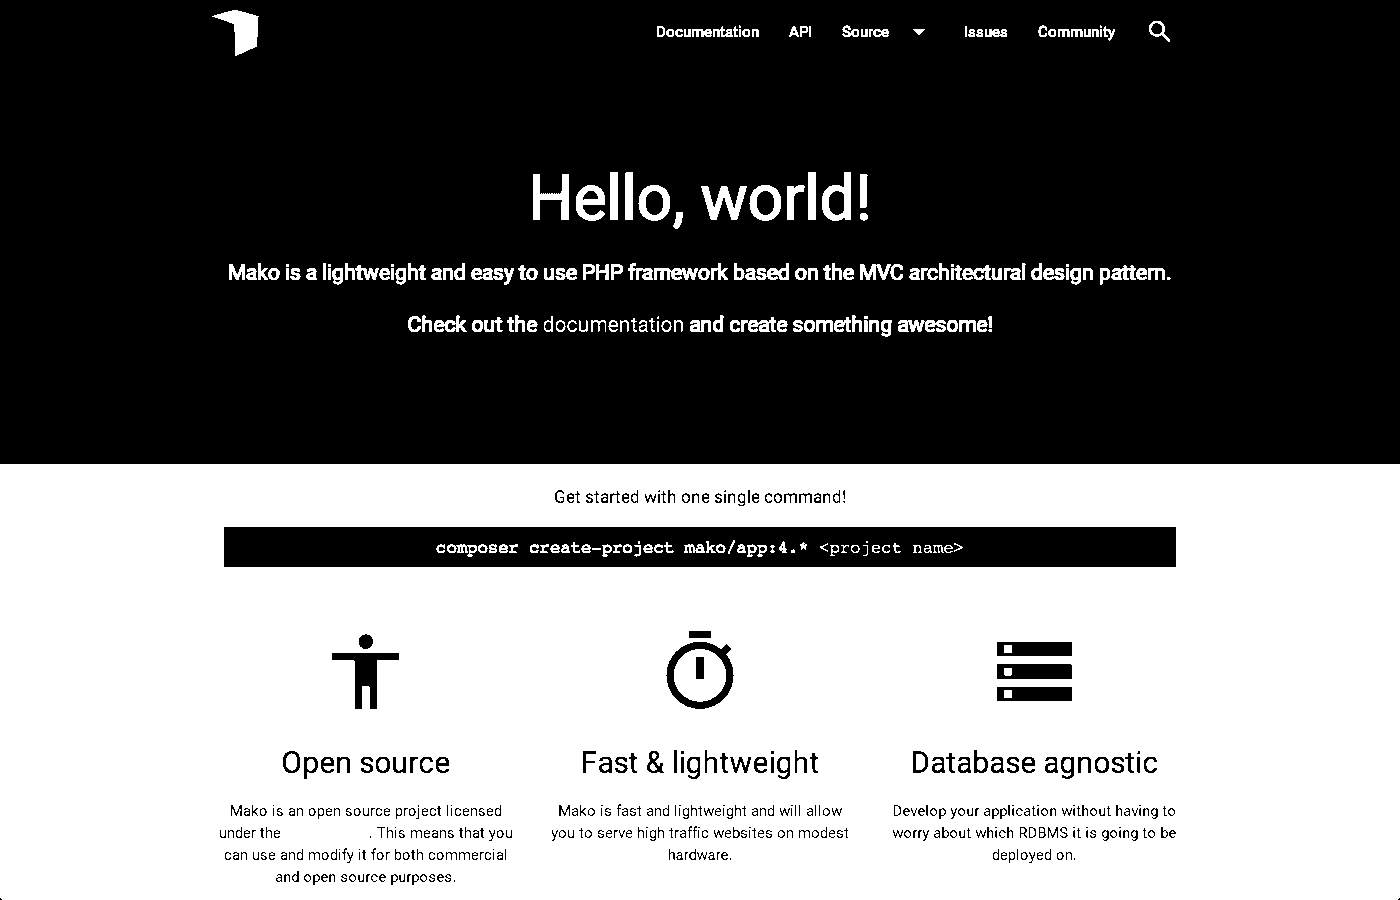 Documentation API Source Issues Community
Hello, world!
Mako is a lightweight and easy to use PHP framework based on the MVC architectural design pattern.
Check out the documentation and create something awesome!
Get started with one single command!
composer create-project mako/app:4.* <project name>
Open source
Mako is an open source project licensed
under the . This means that you
can use and modify it for both commercial
and open source purposes.
Fast & lightweight
Mako is fast and lightweight and will allow
you to serve high traffic websites on modest
hardware.
Database agnostic
Develop your application without having to
worry about which RDBMS it is going to be
deployed on.